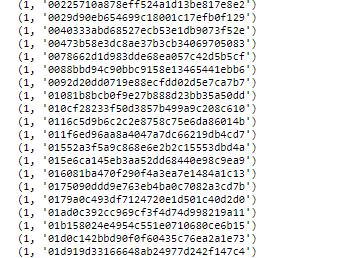 (1, '00225710a878eff524a1d13be817e8e2')
(1, '0029d90eb654699c18001c17efb0f129')
(1, '0040333abd68527ecb53e1db9073f52e')
(1, '00473b58e3dc8ae37b3cb34069705083')
(1, '0078662d1d983dde68ea057c42d5b5cf')
(1, '0088bbd94c90bbc9158e13465441ebb6')
(1, '0092d20dd0719e88ecfdd02d5e7ca7b7')
(1, '01081b8bcb0f9e27b888d23bb35a50dd')
(1, '010cf28233f50d3857b499a9c208c610')
(1, '0116c5d9b6c2c2e8758c75e6da86014b')
(1, '011f6ed96aa8a4047a7dc66219db4cd7')
(1, '01552a3f5a9c868e6e2b2c15553dbd4a')
(1, '015e6ca145eb3aa52dd68440e98c9ea9')
(1, '016081ba470f290f4a3ea7e1484a1c13')
(1, '0175090ddd9e763eb4ba0c7082a3cd7b')
(1, '0179a0c493df7124720e1d501c40d2d0')
(1, '01ad0c392cc969cf3f4d74d998219a11')
(1, '01b158024e4954c551e0710680ce6b15')
(1, '01d0c142bbd90f0f60435c76ea2a1e73')
(1, '01d919d33166648ab24977d242f147c4')